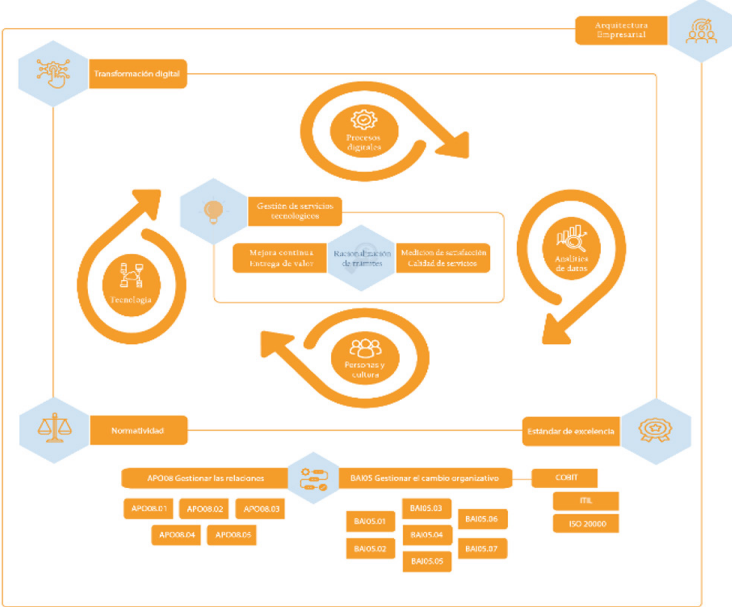 Arquitectura
Empresarial
Transformación digital
Procesos
digitales
Gestión de servicios
tecnologicos
Mejora continua
Entrega de valor
Racionalización
de trámites
Medicion de satisfacción
Calidad de servicios
Tecnología
Analítica
de datos
Personas y
cultura
Normatividad
Estándar de excelencia
APO08 Gestionar las relaciones
BAI05 Gestionar el cambio organizativo
COBIT
ITIL
ISO 20000
APO08.01
APO08.02
APO08.03
APO08.04
APO08.05
BAI05.01
BAI05.03
BAI05.06
BAI05.04
BAI05.02
BAI05.07
BAI05.05